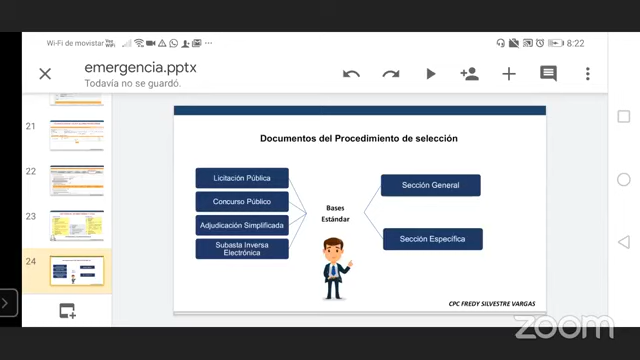 Wi-Fi de movistar
8:22
emergencia.pptx
Todavía no se guardó.
21
22
23
24
Documentos del Procedimiento de selección
Licitación Pública
Concurso Público
Adjudicación Simplificada
Subasta Inversa
Electrónica
Bases
Estándar
Sección General
Sección Específica
CPC FREDY SILVESTRE VARGAS
zoom